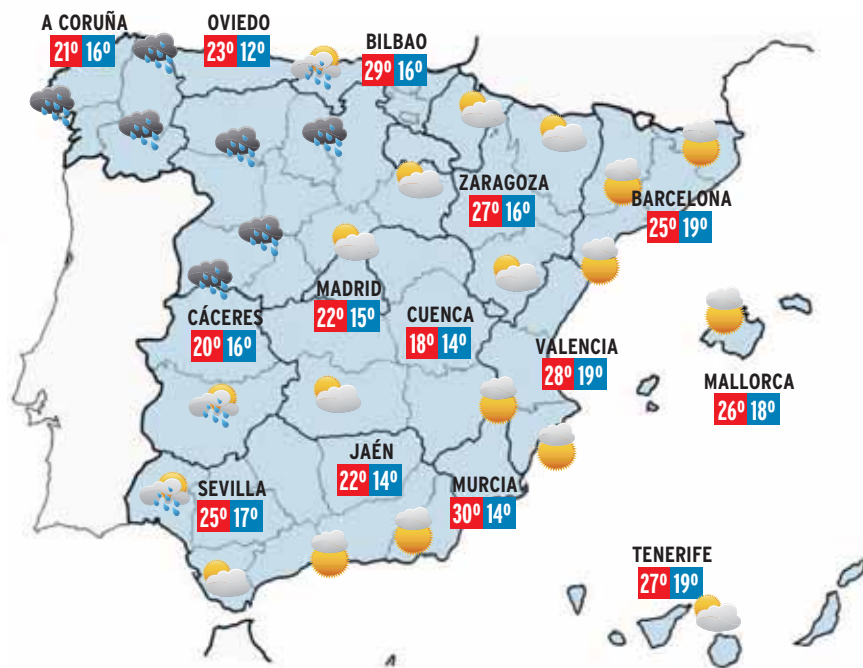 A CORUÑA
21º 16º
OVIEDO
23º 12º
BILBAO
29º 16º
ZARAGOZA
27º 16º
BARCELONA
25º 19º
MADRID
22º 15º
CÁCERES
20º 16º
CUENCA
18º 14º
VALENCIA
28º 19º
MALLORCA
26º 18º
JAÉN
22º 14º
SEVILLA
25º 17º
MURCIA
30º 14º
TENERIFE
27º 19º